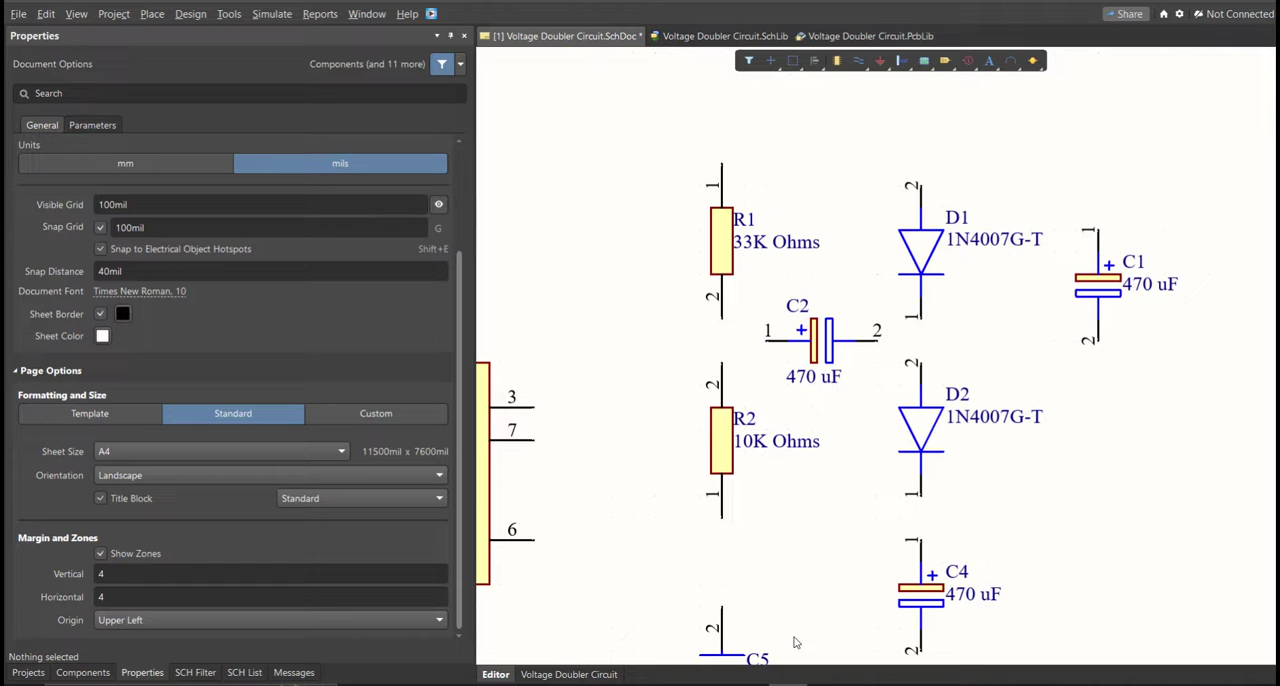 File Edit View Project Place Design Tools Simulate Reports Window Help Share Not Connected
Properties
[1] Voltage Doubler Circuit.SchDoc * Voltage Doubler Circuit.SchLib Voltage Doubler Circuit.PcbLib
Document Options Components (and 11 more)
Search
General Parameters
Units
mm mils
Visible Grid 100mil
Snap Grid 100mil G
Snap to Electrical Object Hotspots Shift+E
Snap Distance 40mil
Document Font Times New Roman, 10
Sheet Border
Sheet Color
Page Options
Formatting and Size
Template Standard Custom
Sheet Size A4 11500mil x 7600mil
Orientation Landscape
Title Block Standard
Margin and Zones
Show Zones
Vertical 4
Horizontal 4
Origin Upper Left
Nothing selected
Projects Components Properties SCH Filter SCH List Messages
3
7
6
1
R1
33K Ohms
2
C2
1 + 2
470 uF
2
R2
10K Ohms
1
2
C5
2
D1
1N4007G-T
1
2
D2
1N4007G-T
1
1
+ C4
470 uF
2
1
+ C1
470 uF
2
Editor Voltage Doubler Circuit